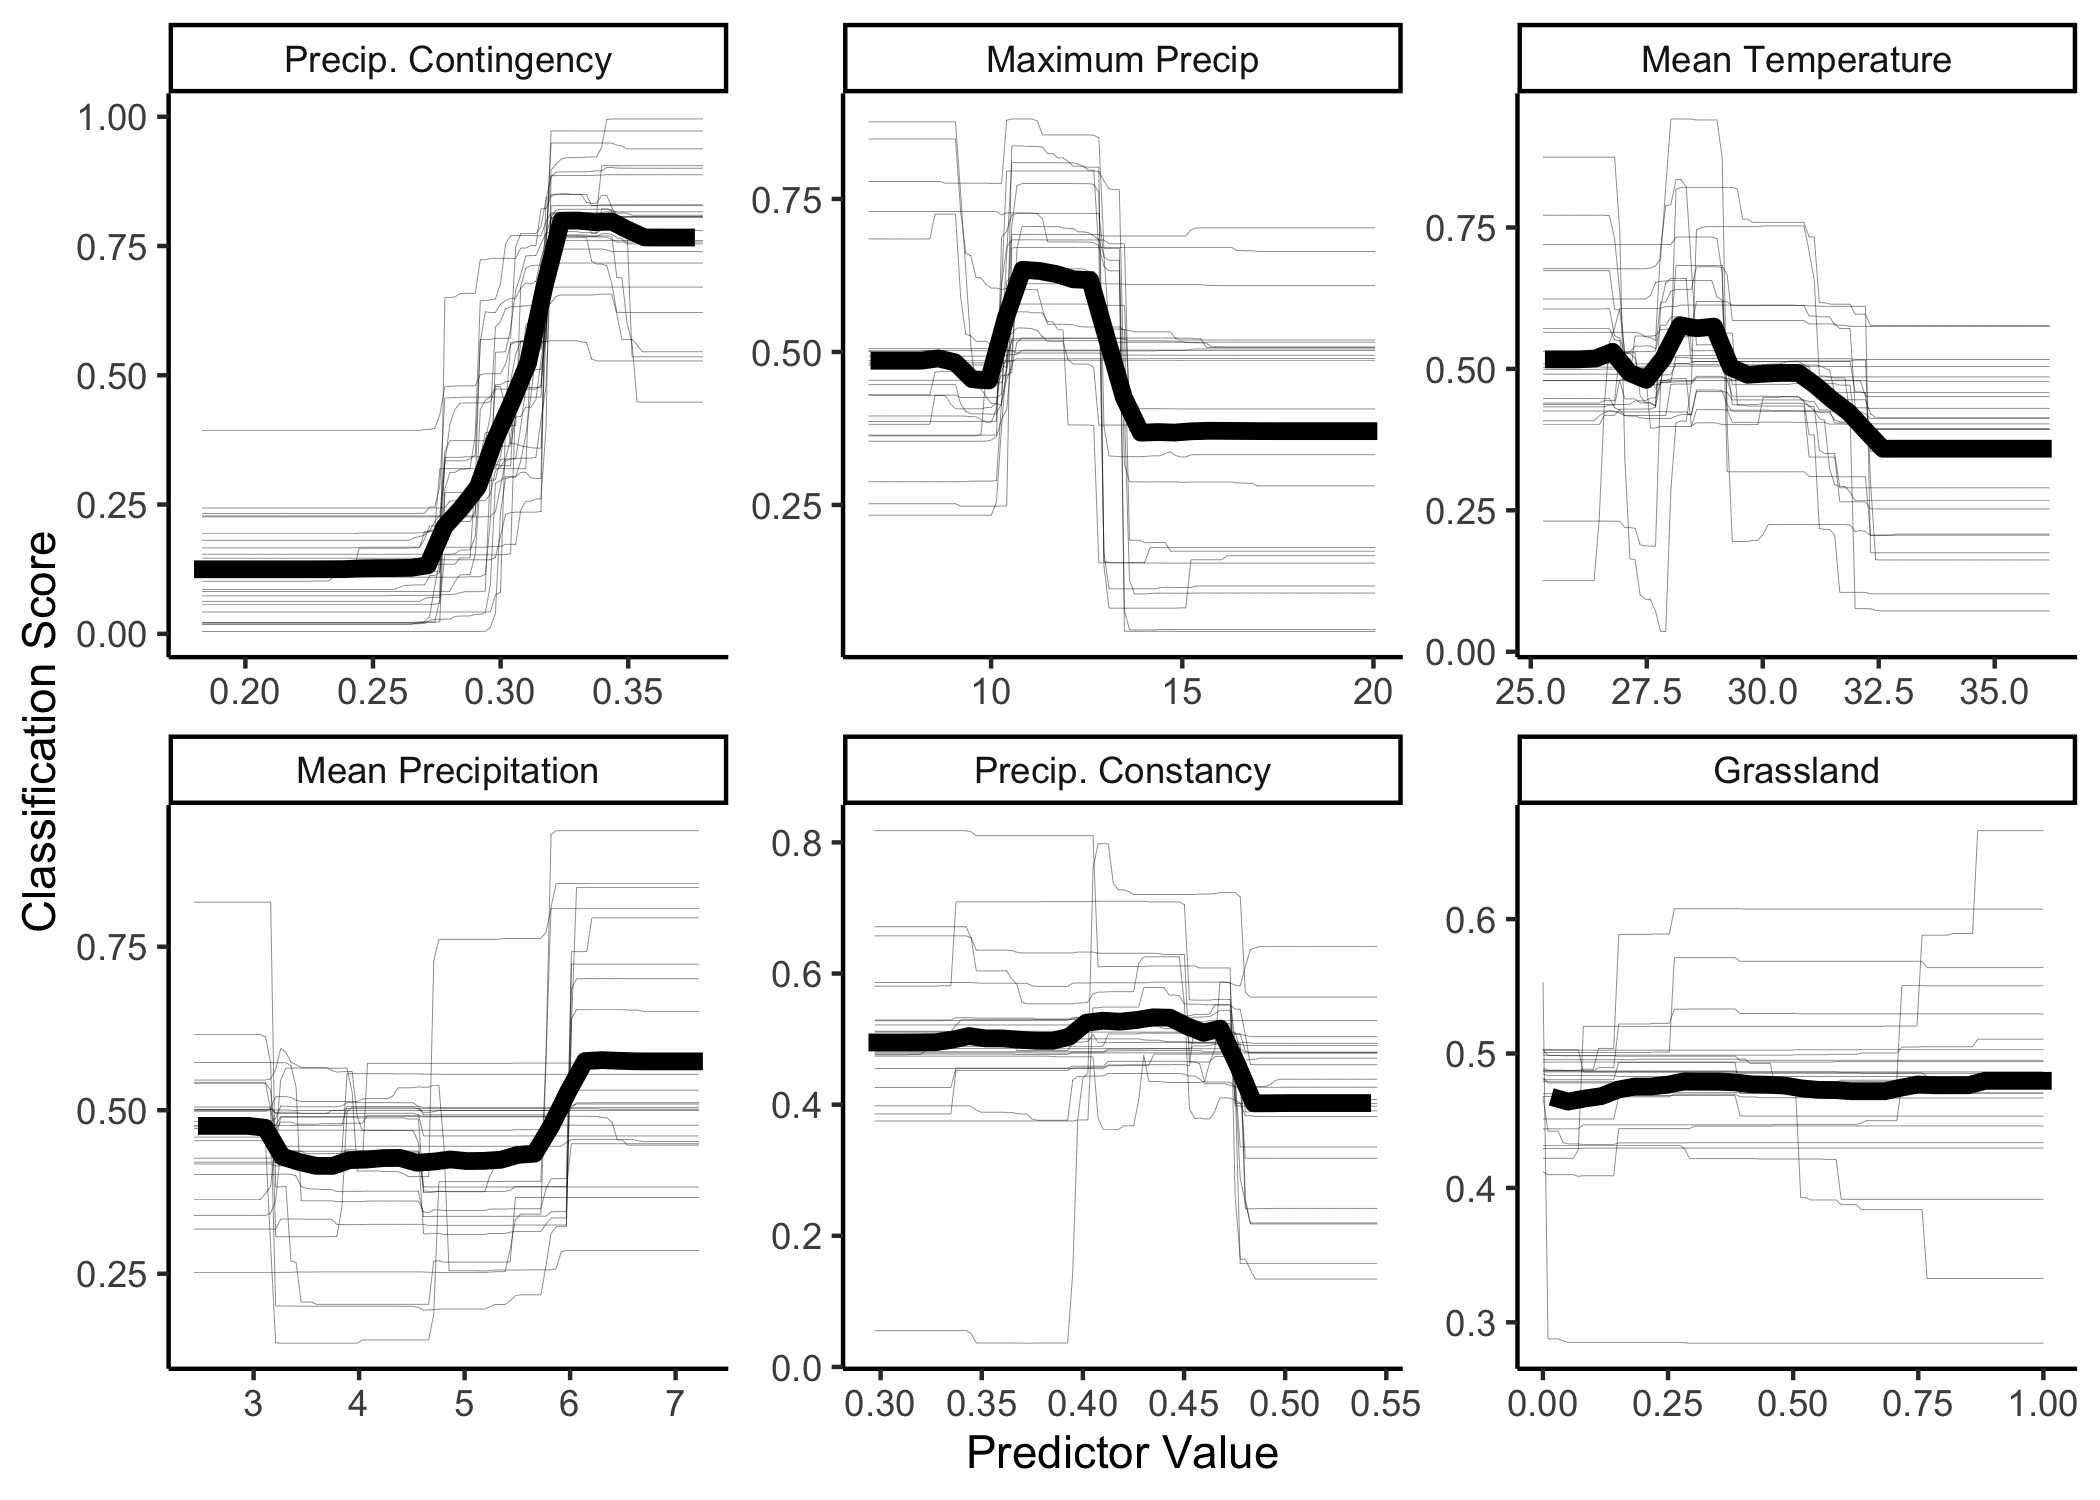 Precip. Contingency
Maximum Precip
Mean Temperature
1.00
0.75
0.50
0.25
0.00
0.75
0.50
0.25
0.75
0.50
0.25
0.00
0.20 0.25 0.30 0.35
10 15 20
25.0 27.5 30.0 32.5 35.0
Classification Score
Mean Precipitation
Precip. Constancy
Grassland
0.75
0.50
0.25
0.8
0.6
0.4
0.2
0.0
0.6
0.5
0.4
0.3
3 4 5 6 7
0.30 0.35 0.40 0.45 0.50 0.55
0.00 0.25 0.50 0.75 1.00
Predictor Value